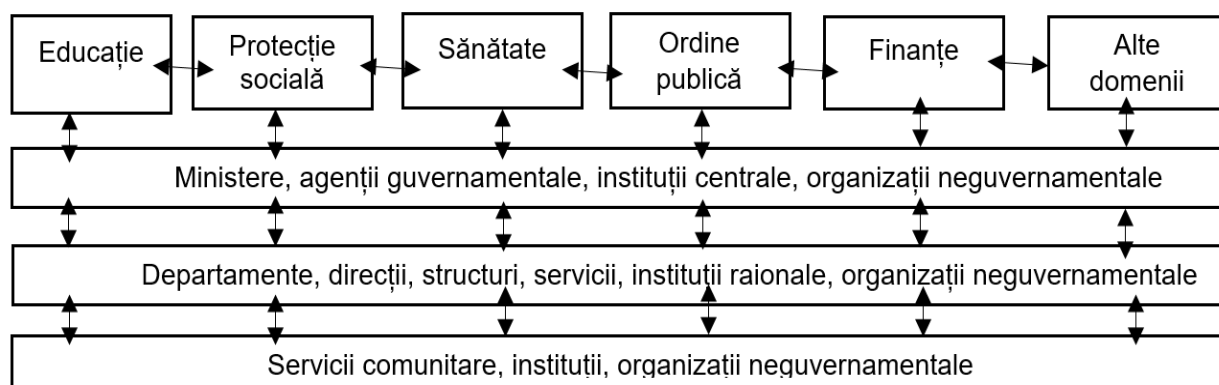 Educație
Protecție
socială
Sănătate
Ordine
publică
Finanțe
Alte
domenii
Ministere, agenții guvernamentale, instituții centrale, organizații neguvernamentale
Departamente, direcții, structuri, servicii, instituții raionale, organizații neguvernamentale
Servicii comunitare, instituții, organizații neguvernamentale